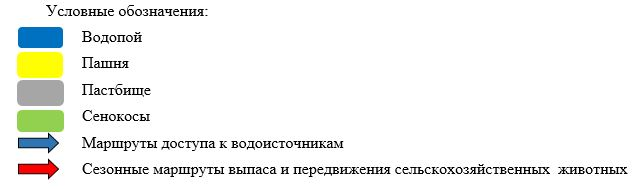 Условные обозначения:
Водопой
Пашня
Пастбище
Сенокосы
Маршруты доступа к водоисточникам
Сезонные маршруты выпаса и передвижения сельскохозяйственных животных